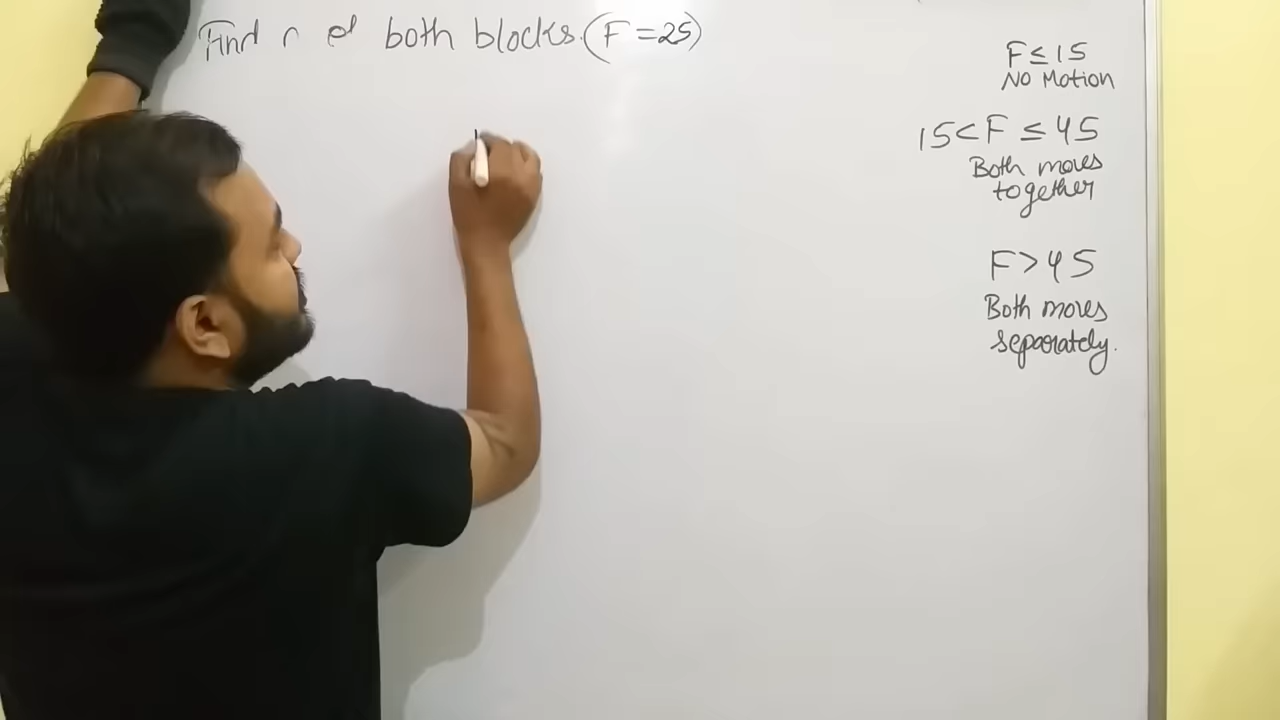 Find of both blocks. (F = 25)
F ≤ 15
No Motion
15 < F ≤ 45
Both moves
together
F > 45
Both moves
separately.